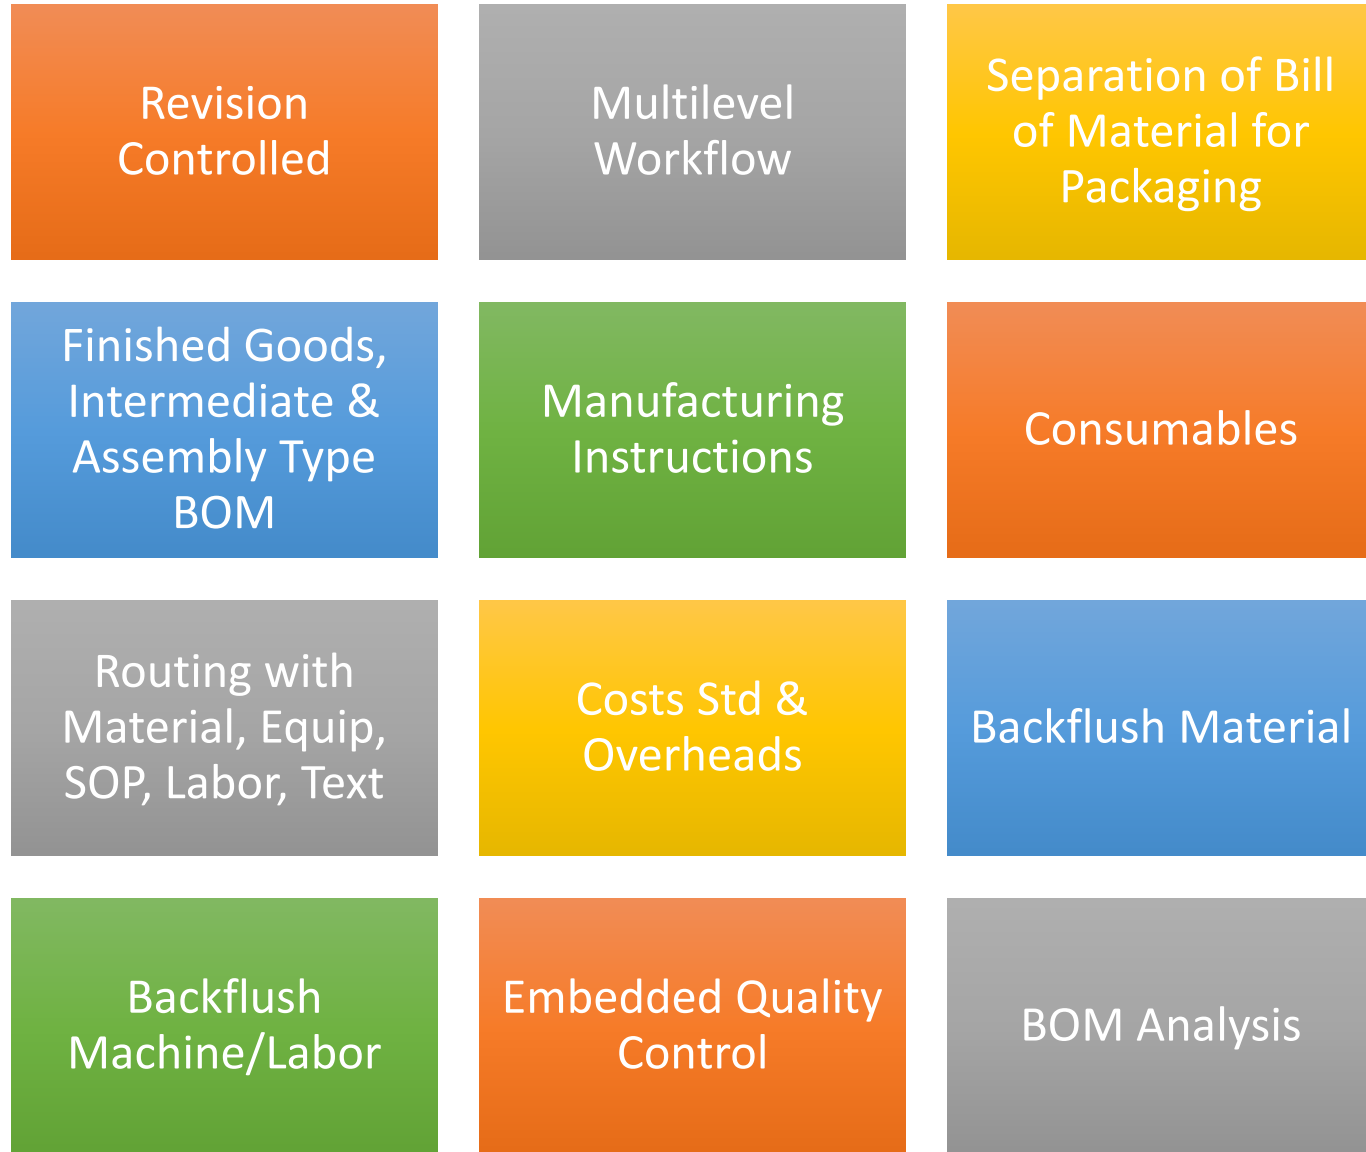 Revision
Controlled
Multilevel
Workflow
Separation of Bill
of Material for
Packaging
Finished Goods,
Intermediate &
Assembly Type
BOM
Manufacturing
Instructions
Consumables
Routing with
Material, Equip,
SOP, Labor, Text
Costs Std &
Overheads
Backflush Material
Backflush
Machine/Labor
Embedded Quality
Control
BOM Analysis